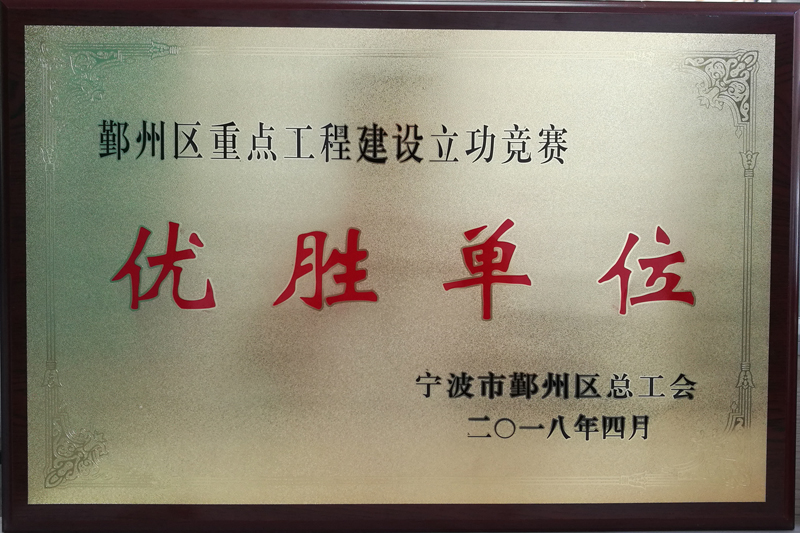 鄞州区重点工程建设立功竞赛
优胜单位
宁波市鄞州区总工会
二〇一八年四月